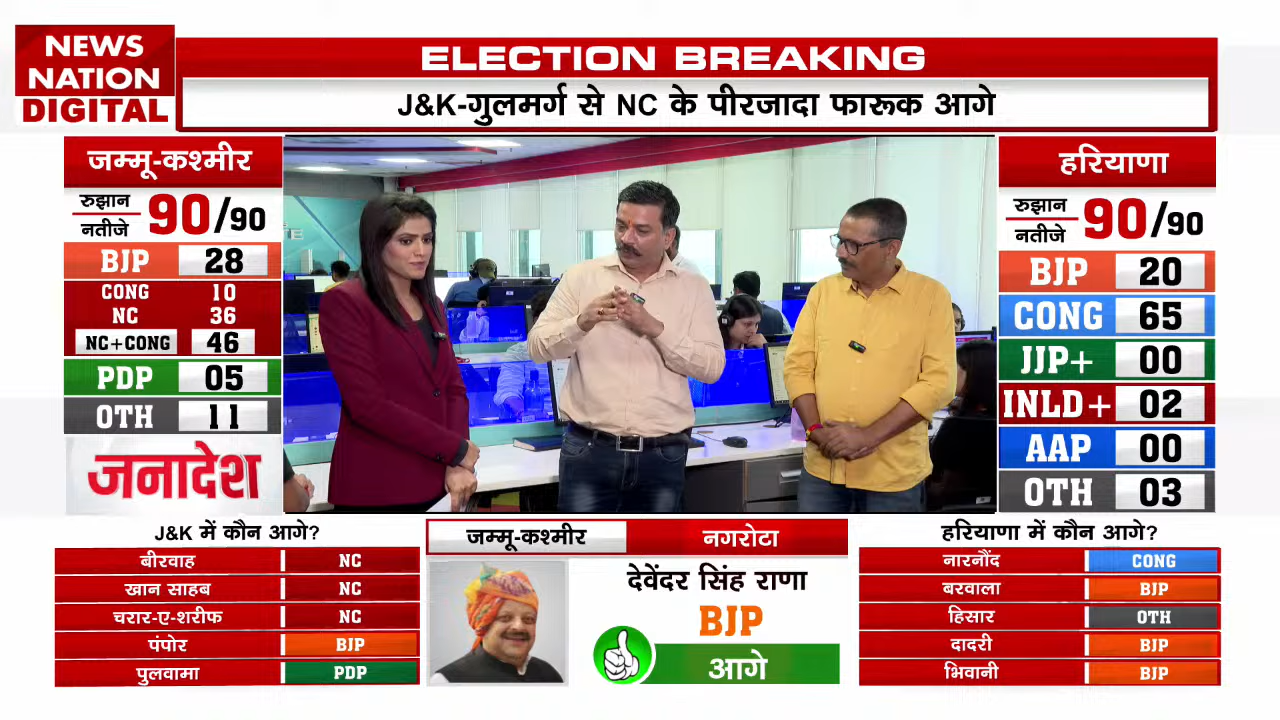 NEWS
NATION
DIGITAL
ELECTION BREAKING
J&K-गुलमर्ग से NC के पीरजादा फारूक आगे
जम्मू-कश्मीर
रुझान
नतीजे
90/90
BJP 28
CONG 10
NC 36
NC+CONG 46
PDP 05
OTH 11
जनादेश
हरियाणा
रुझान
नतीजे
90/90
BJP 20
CONG 65
JJP+ 00
INLD+ 02
AAP 00
OTH 03
J&K में कौन आगे?
बीरवाह NC
खान साहब NC
चरार-ए-शरीफ NC
पंपोर BJP
पुलवामा PDP
जम्मू-कश्मीर नगरोटा
देवेंदर सिंह राणा
BJP
आगे
हरियाणा में कौन आगे?
नारनौंद CONG
बरवाला BJP
हिसार OTH
दादरी BJP
भिवानी BJP